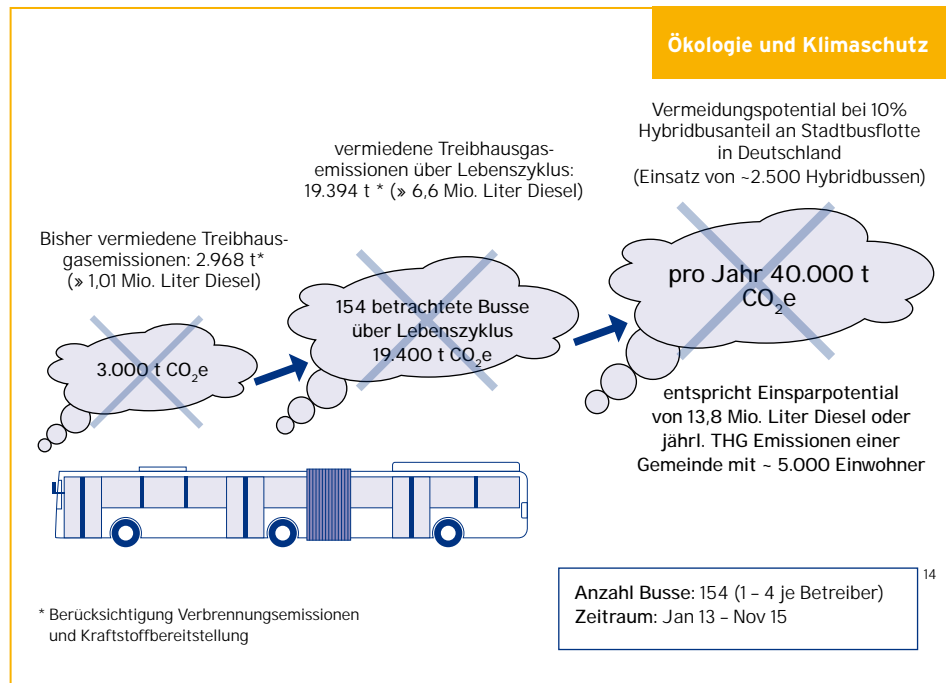 Ökologie und Klimaschutz
Bisher vermiedene Treibhaus-
gasemissionen: 2.968 t*
(» 1,01 Mio. Liter Diesel)
3.000 t CO₂e
vermiedene Treibhausgas-
emissionen über Lebenszyklus:
19.394 t * (» 6,6 Mio. Liter Diesel)
154 betrachtete Busse
über Lebenszyklus
19.400 t CO₂e
Vermeidungspotential bei 10%
Hybridbusanteil an Stadtbusflotte
in Deutschland
(Einsatz von ~2.500 Hybridbussen)
pro Jahr 40.000 t
CO₂e
entspricht Einsparpotential
von 13,8 Mio. Liter Diesel oder
jährl. THG Emissionen einer
Gemeinde mit ~ 5.000 Einwohner
* Berücksichtigung Verbrennungsemissionen
und Kraftstoffbereitstellung
Anzahl Busse: 154 (1 – 4 je Betreiber)
Zeitraum: Jan 13 – Nov 15
14